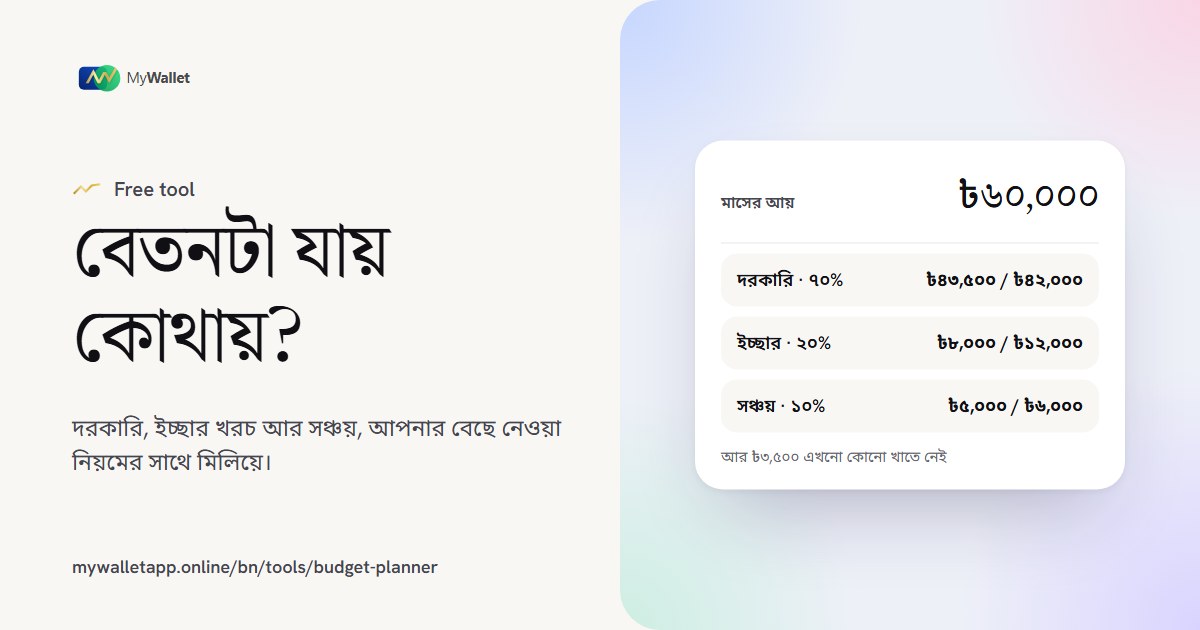 MyWallet
Free tool
বেতনটা যায়
কোথায়?
দরকারি, ইচ্ছার খরচ আর সঞ্চয়, আপনার বেছে নেওয়া
নিয়মের সাথে মিলিয়ে।
mywalletapp.online/bn/tools/budget-planner
মাসের আয় ৳৬০,০০০
দরকারি · ৭০% ৳৪৩,৫০০ / ৳৪২,০০০
ইচ্ছার · ২০% ৳৮,০০০ / ৳১২,০০০
সঞ্চয় · ১০% ৳৫,০০০ / ৳৬,০০০
আর ৳৩,৫০০ এখনো কোনো খাতে নেই